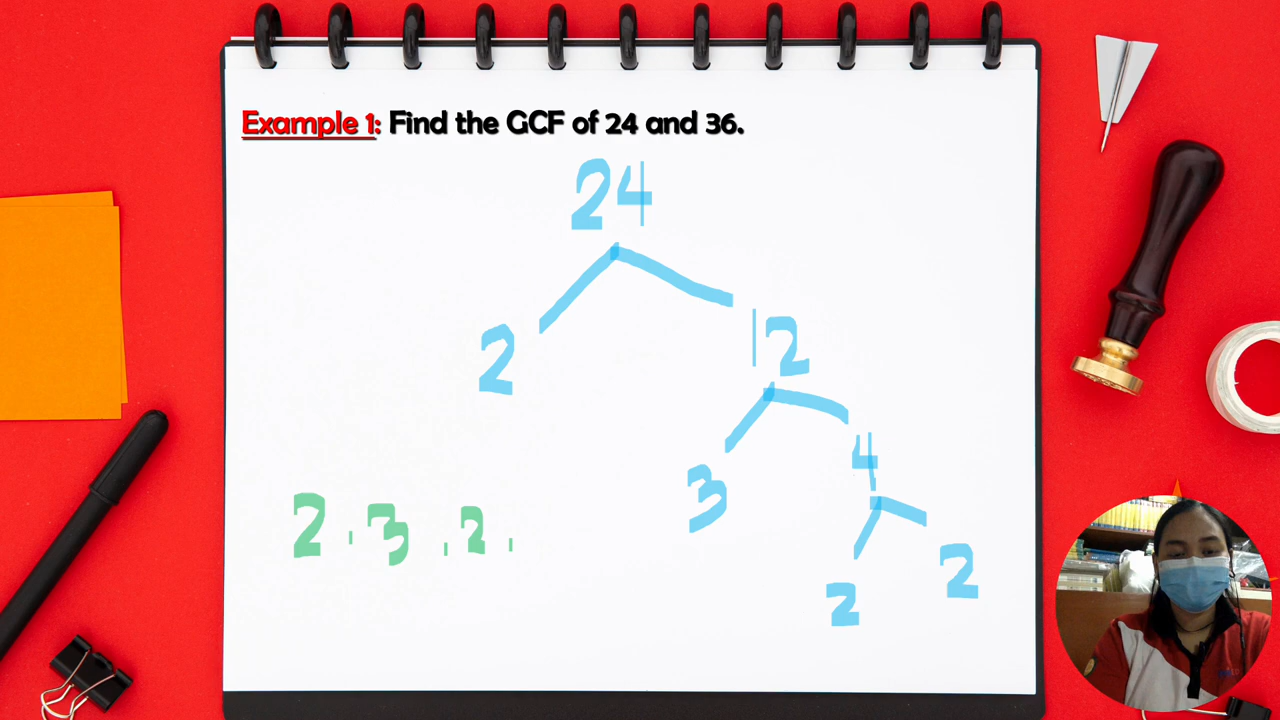 Example 1: Find the GCF of 24 and 36.
24
2 12
3 4
2 , 3 , 2 ,
2 2